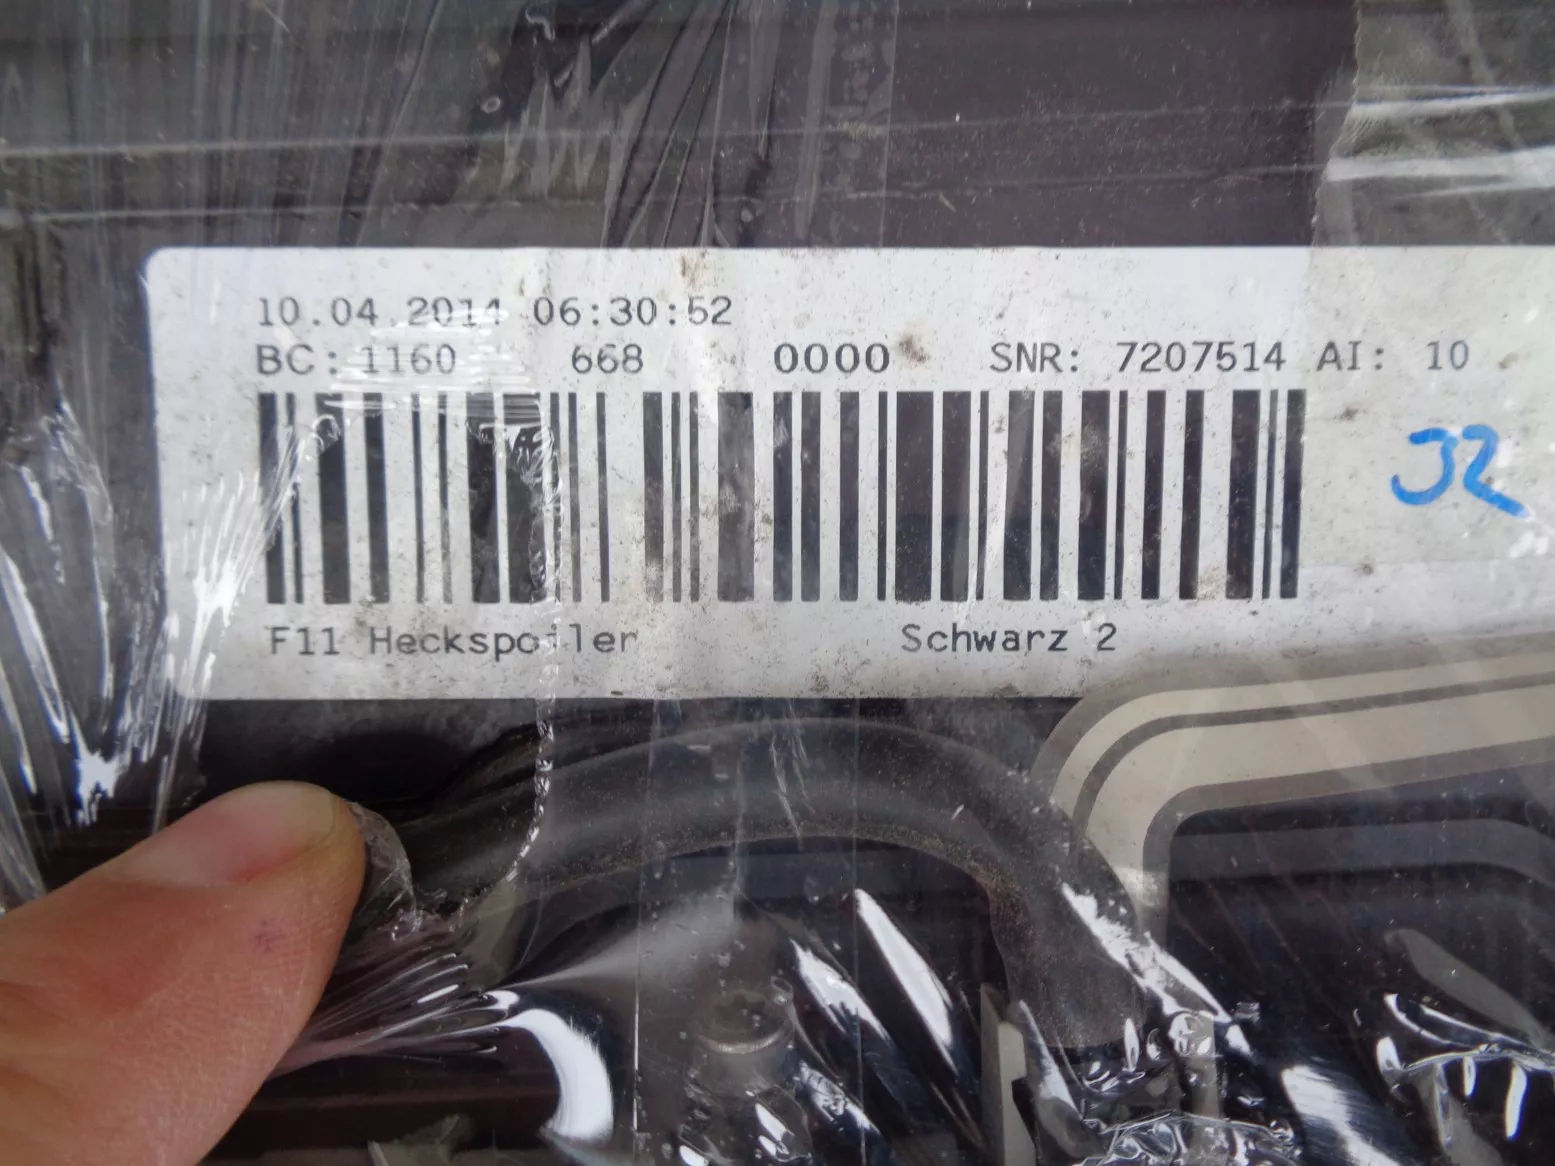 10.04.2014 06:30:52
BC: 1160 668 0000 SNR: 7207514 AI: 10
J2
F11 Heckspoiler Schwarz 2